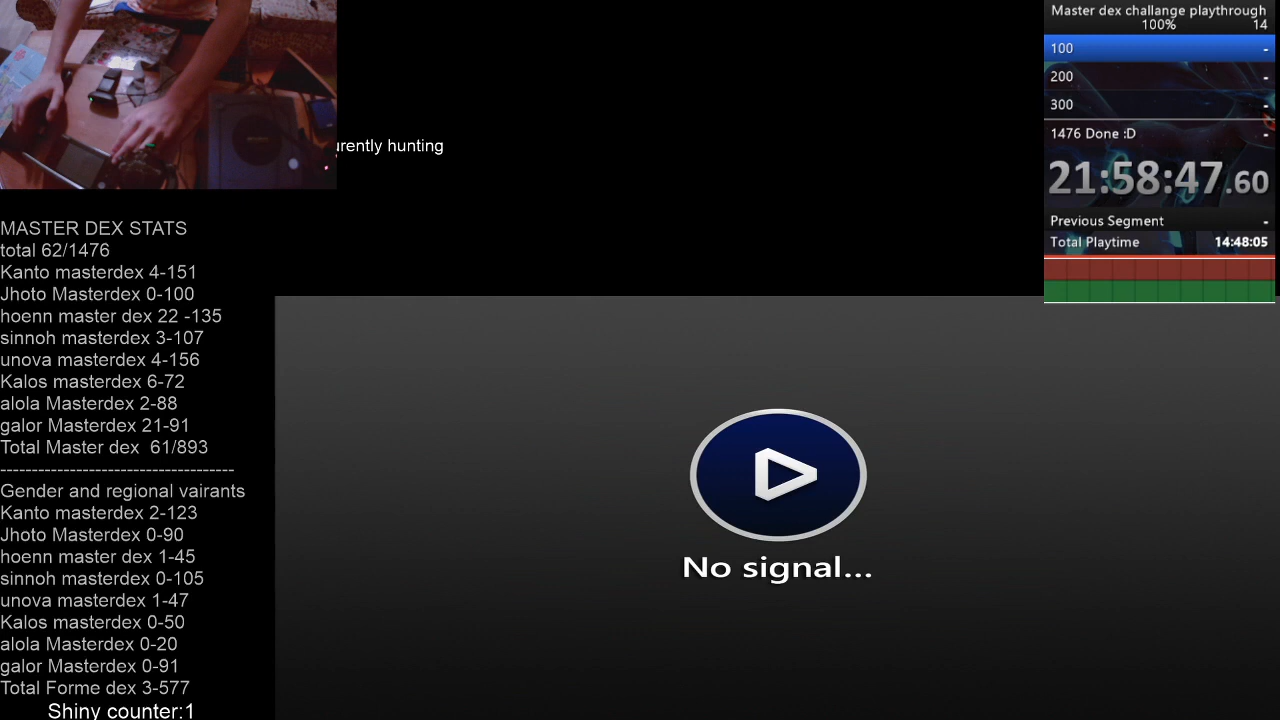 urently hunting
MASTER DEX STATS
total 62/1476
Kanto masterdex 4-151
Jhoto Masterdex 0-100
hoenn master dex 22 -135
sinnoh masterdex 3-107
unova masterdex 4-156
Kalos masterdex 6-72
alola Masterdex 2-88
galor Masterdex 21-91
Total Master dex  61/893
------------------------------------
Gender and regional vairants
Kanto masterdex 2-123
Jhoto Masterdex 0-90
hoenn master dex 1-45
sinnoh masterdex 0-105
unova masterdex 1-47
Kalos masterdex 0-50
alola Masterdex 0-20
galor Masterdex 0-91
Total Forme dex 3-577
Shiny counter:1
No signal...
Master dex challange playthrough
100% 14
100 -
200 -
300 -
1476 Done :D -
21:58:47.60
Previous Segment -
Total Playtime 14:48:05